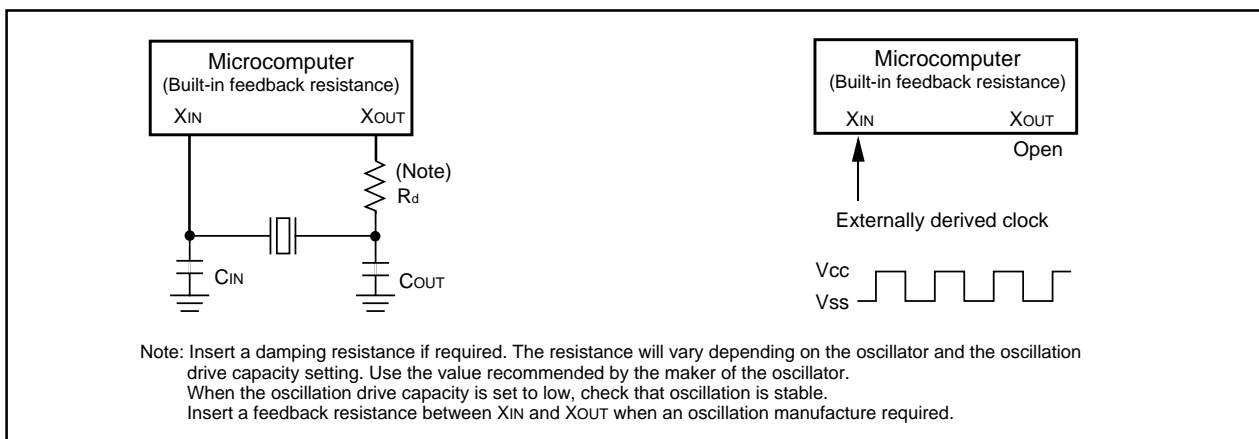 Microcomputer
(Built-in feedback resistance)
XIN XOUT
(Note)
Rd
CIN
COUT
Microcomputer
(Built-in feedback resistance)
XIN XOUT
Open
Externally derived clock
Vcc
Vss
Note: Insert a damping resistance if required. The resistance will vary depending on the oscillator and the oscillation
drive capacity setting. Use the value recommended by the maker of the oscillator.
When the oscillation drive capacity is set to low, check that oscillation is stable.
Insert a feedback resistance between XIN and XOUT when an oscillation manufacture required.